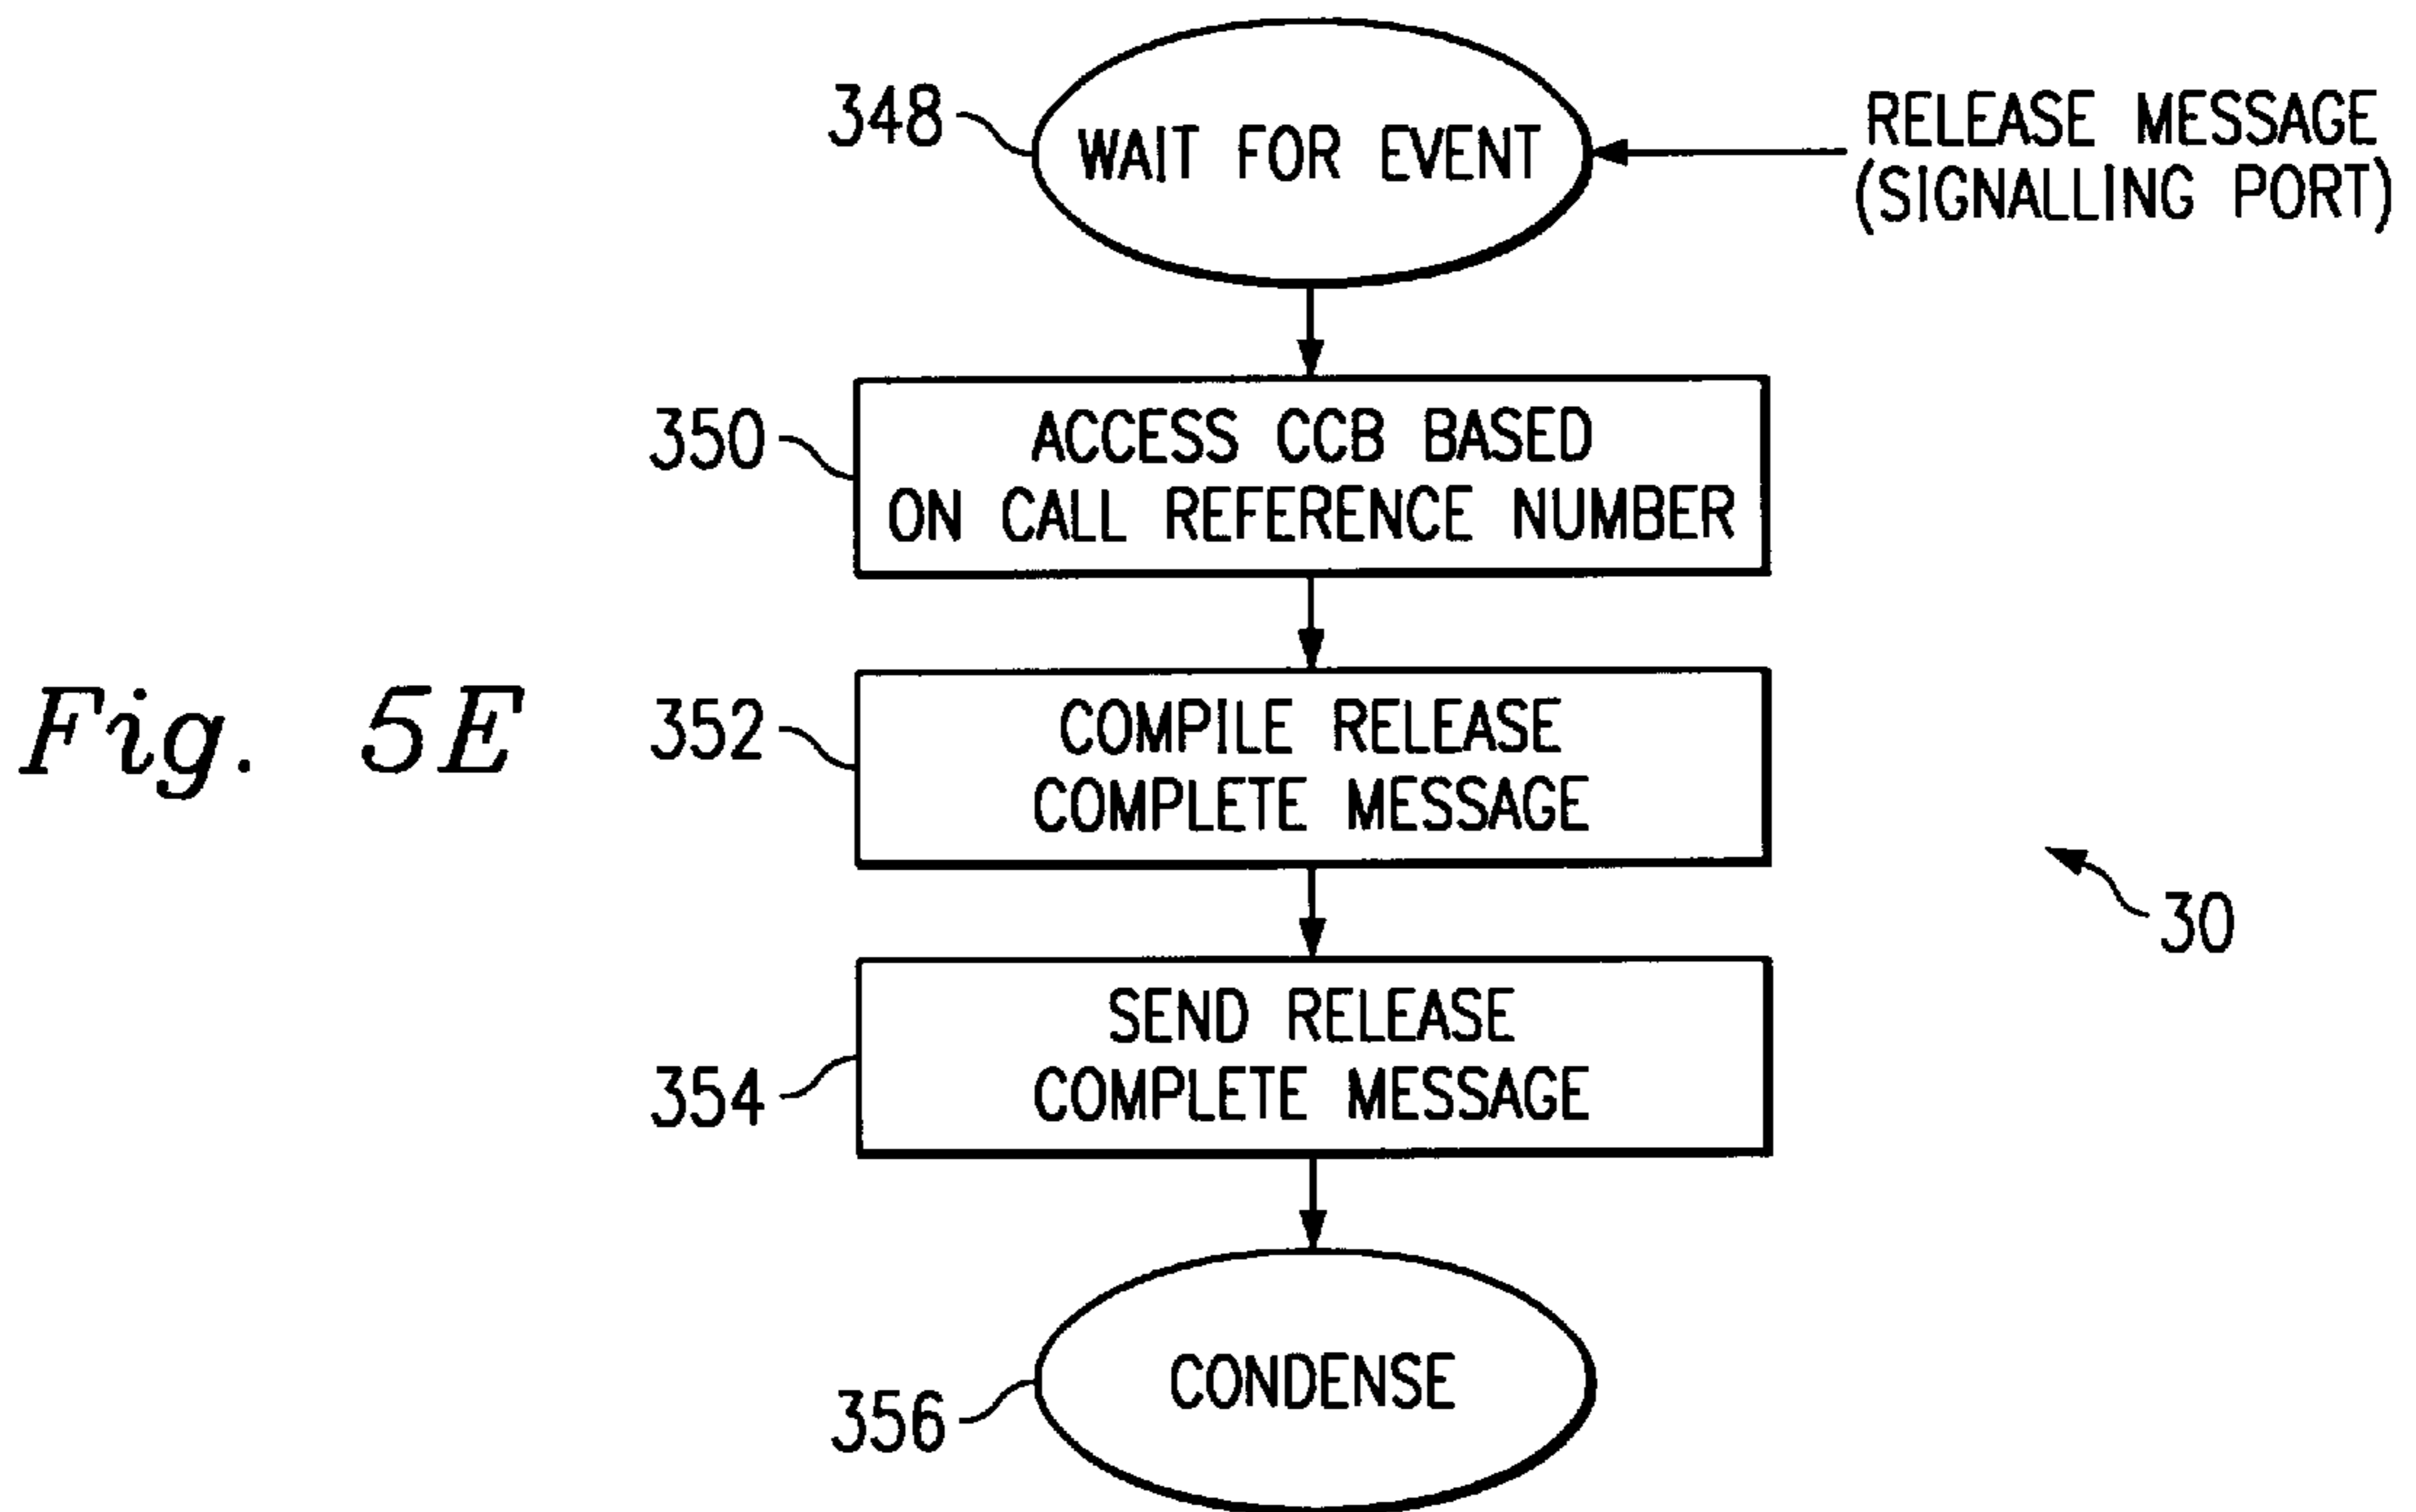 348
WAIT FOR EVENT
RELEASE MESSAGE
(SIGNALLING PORT)
350
ACCESS CCB BASED
ON CALL REFERENCE NUMBER
Fig. 5E
352
COMPILE RELEASE
COMPLETE MESSAGE
30
354
SEND RELEASE
COMPLETE MESSAGE
356
CONDENSE